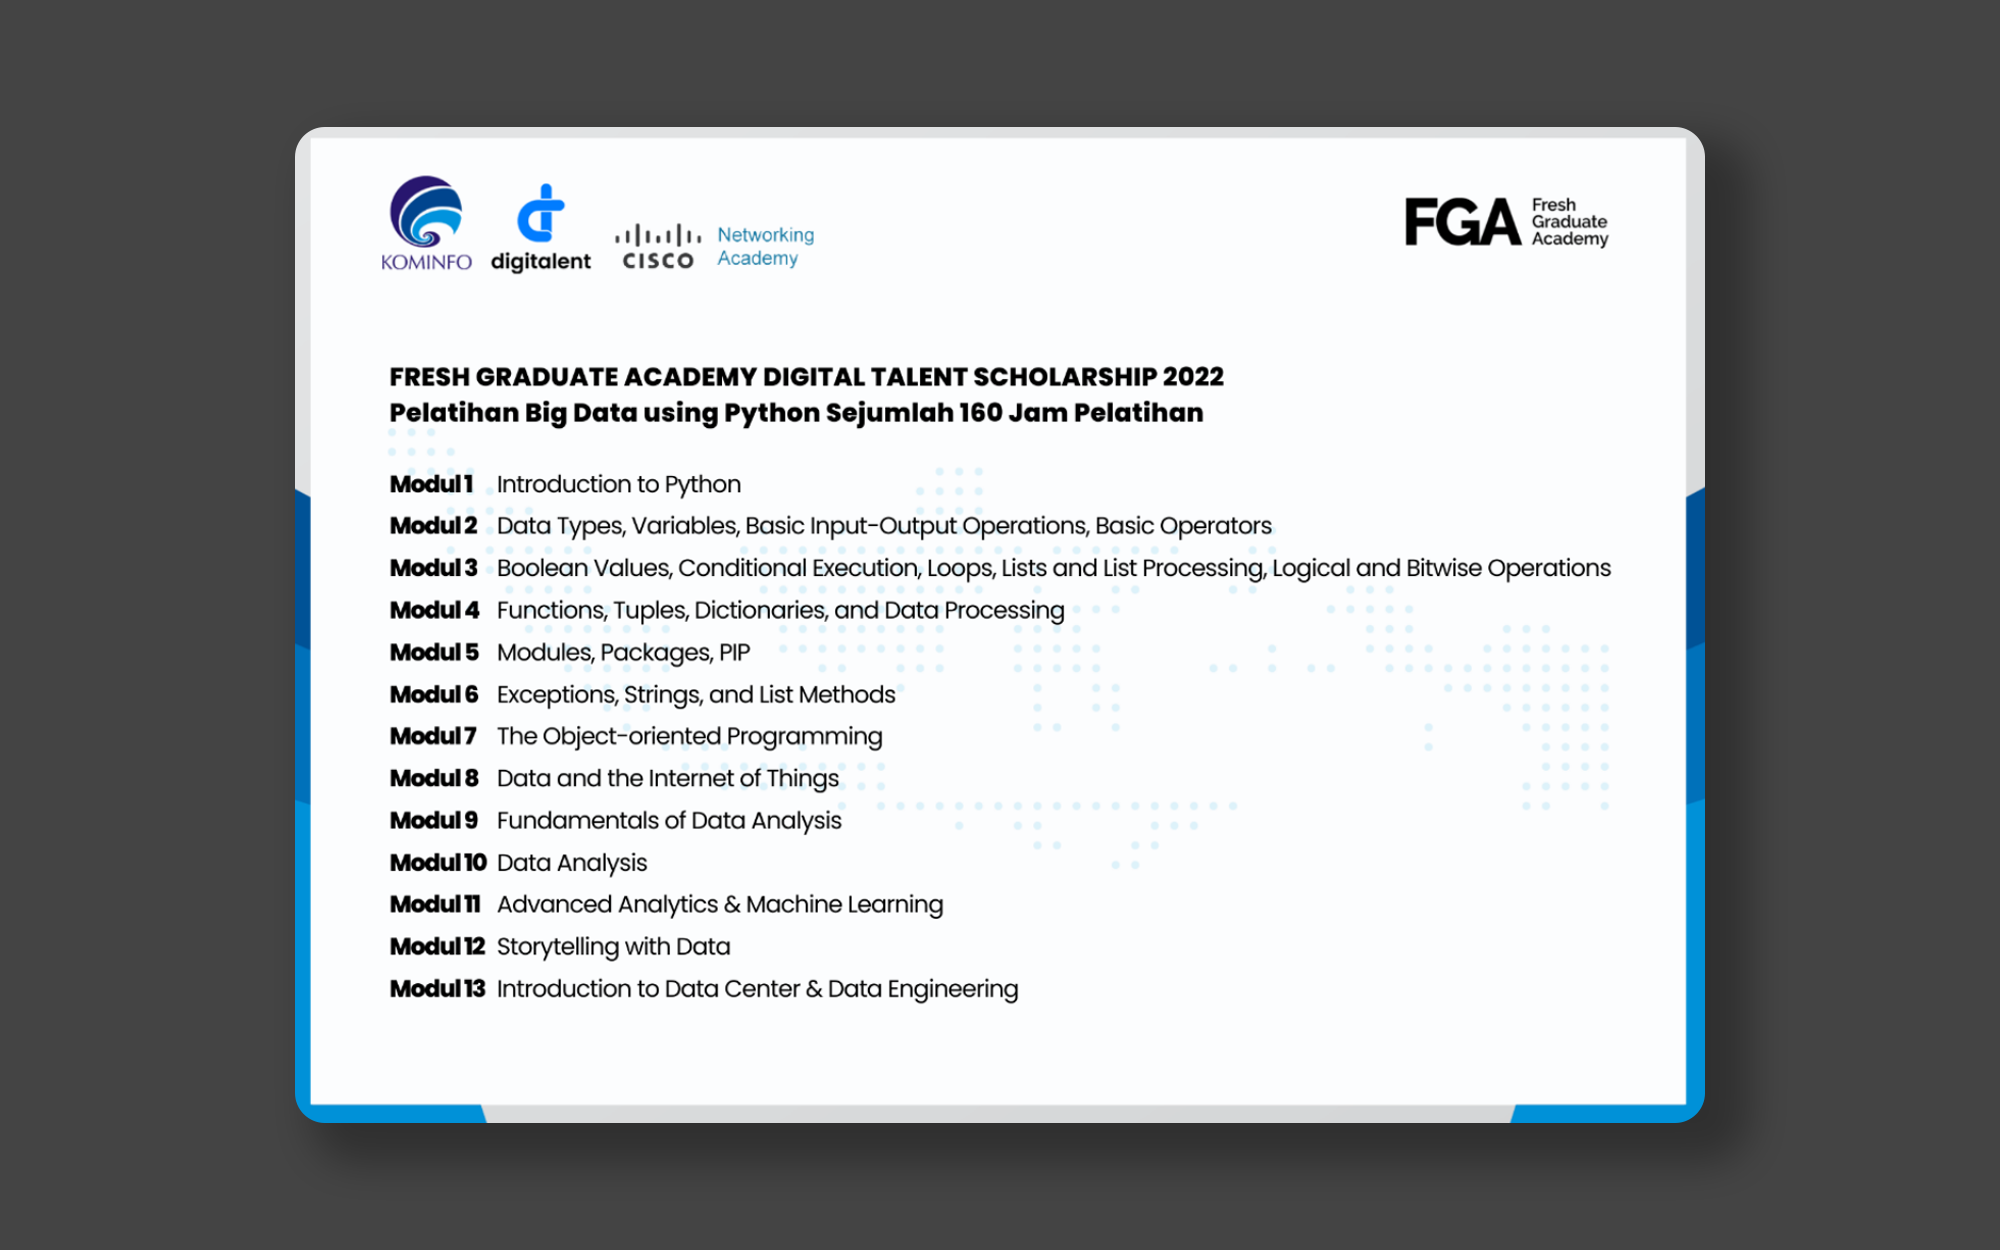 KOMINFO
digitalent
CISCO
Networking
Academy
FGA
Fresh
Graduate
Academy
FRESH GRADUATE ACADEMY DIGITAL TALENT SCHOLARSHIP 2022
Pelatihan Big Data using Python Sejumlah 160 Jam Pelatihan
Modul 1 Introduction to Python
Modul 2 Data Types, Variables, Basic Input-Output Operations, Basic Operators
Modul 3 Boolean Values, Conditional Execution, Loops, Lists and List Processing, Logical and Bitwise Operations
Modul 4 Functions, Tuples, Dictionaries, and Data Processing
Modul 5 Modules, Packages, PIP
Modul 6 Exceptions, Strings, and List Methods
Modul 7 The Object-oriented Programming
Modul 8 Data and the Internet of Things
Modul 9 Fundamentals of Data Analysis
Modul 10 Data Analysis
Modul 11 Advanced Analytics & Machine Learning
Modul 12 Storytelling with Data
Modul 13 Introduction to Data Center & Data Engineering